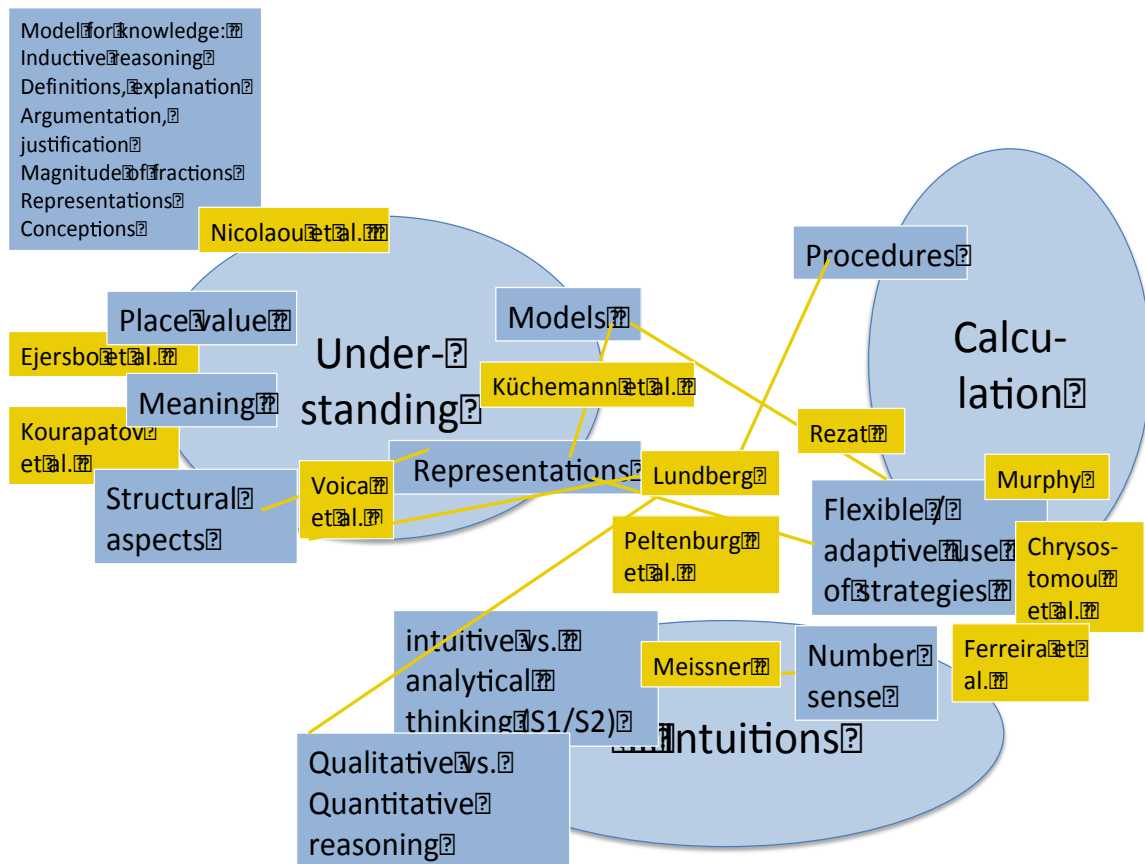 Model for knowledge:
Inductive reasoning
Definitions, explanation
Argumentation,
justification
Magnitude of fractions
Representations
Conceptions
Nicolaou et al.
Place value
Ejersbo et al.
Meaning
Kourapatov
et al.
Structural
aspects
Under-
standing
Voica
et al.
Models
Küchemann et al.
Representations
Lundberg
Peltenburg
et al.
Procedures
Calcu-
lation
Rezat
Murphy
Flexible /
adaptive use
of strategies
Chrysos-
tomou
et al.
Ferreira et
al.
intuitive vs.
analytical
thinking (S1/S2)
Meissner
Number
sense
Intuitions
Qualitative vs.
Quantitative
reasoning